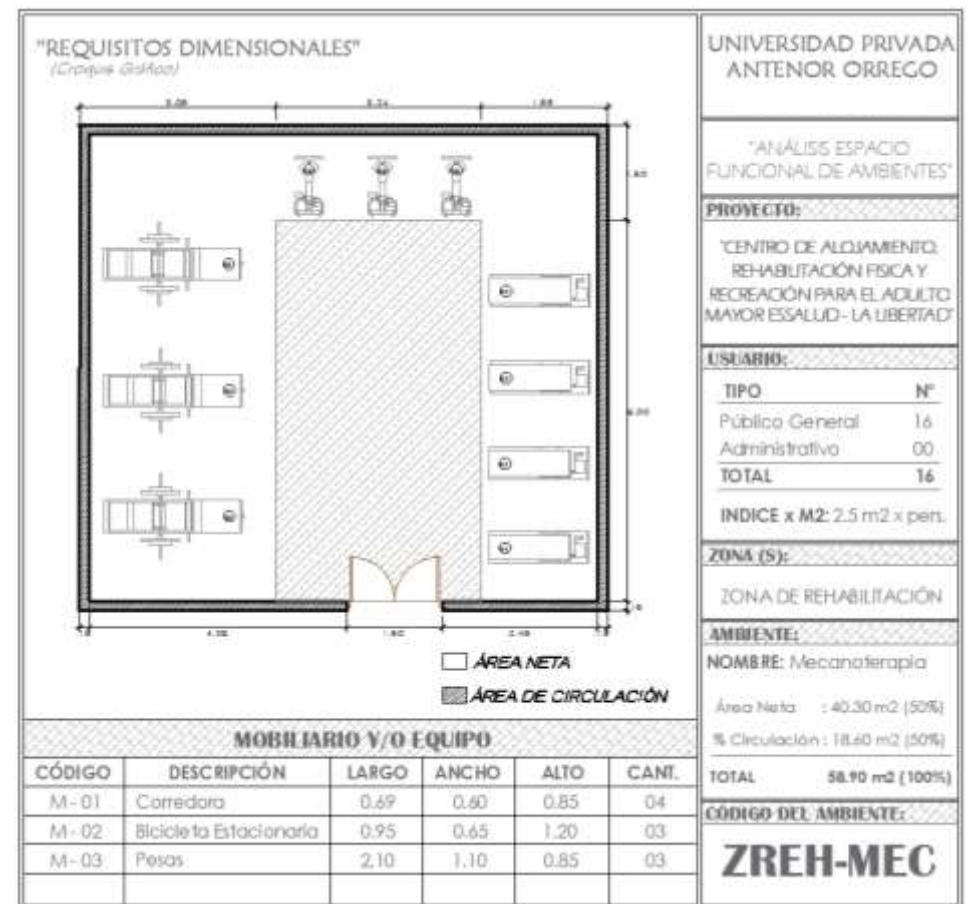 "REQUISITOS DIMENSIONALES"
(Croquis Gráfico)
ÁREA NETA
ÁREA DE CIRCULACIÓN
MOBILIARIO Y/O EQUIPO
CÓDIGO DESCRIPCIÓN LARGO ANCHO ALTO CANT.
M - 01 Corredora 0.69 0.60 0.85 04
M - 02 Bicicleta Estacionaria 0.95 0.65 1.20 03
M - 03 Pesas 2.10 1.10 0.85 03
UNIVERSIDAD PRIVADA
ANTENOR ORREGO
"ANÁLISIS ESPACIO
FUNCIONAL DE AMBIENTES"
PROYECTO:
"CENTRO DE ALOJAMIENTO,
REHABILITACIÓN FISICA Y
RECREACIÓN PARA EL ADULTO
MAYOR ESSALUD - LA LIBERTAD"
USUARIO:
TIPO N°
Público General 16
Administrativo 00
TOTAL 16
INDICE x M2: 2.5 m2 x pers.
ZONA (S):
ZONA DE REHABILITACIÓN
AMBIENTE:
NOMBRE: Mecanoterapia
Área Neta : 40.30 m2 (50%)
% Circulación : 18.60 m2 (50%)
TOTAL 58.90 m2 (100%)
CÓDIGO DEL AMBIENTE:
ZREH-MEC